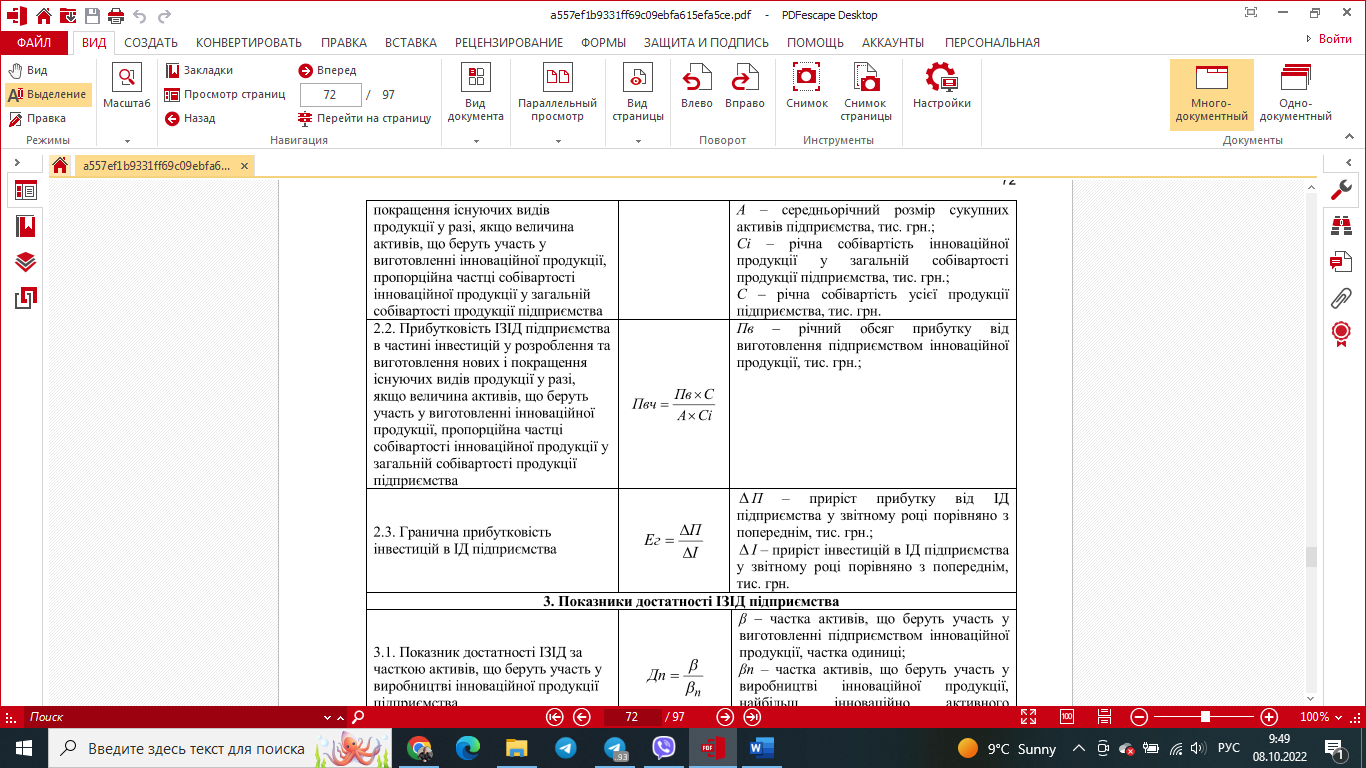 a557ef1b9331ff69c09ebfa615efa5ce.pdf - PDFescape Desktop
ФАЙЛ ВИД СОЗДАТЬ КОНВЕРТИРОВАТЬ ПРАВКА ВСТАВКА РЕЦЕНЗИРОВАНИЕ ФОРМЫ ЗАЩИТА И ПОДПИСЬ ПОМОЩЬ АККАУНТЫ ПЕРСОНАЛЬНАЯ Войти
Вид
Выделение
Правка
Режимы
Масштаб
Закладки
Просмотр страниц
Назад
Вперед
72 / 97
Перейти на страницу
Навигация
Вид
документа
Параллельный
просмотр
Вид
страницы
Влево
Вправо
Поворот
Снимок
Снимок
страницы
Инструменты
Настройки
Много-
документный
Одно-
документный
Документы
a557ef1b9331ff69c09ebfa6...
72
покращення існуючих видів
продукції у разі, якщо величина
активів, що беруть участь у
виготовленні інноваційної продукції,
пропорційна частці собівартості
інноваційної продукції у загальній
собівартості продукції підприємства
А – середньорічний розмір сукупних
активів підприємства, тис. грн.;
Сі – річна собівартість інноваційної
продукції у загальній собівартості
продукції підприємства, тис. грн.;
С – річна собівартість усієї продукції
підприємства, тис. грн.
2.2. Прибутковість ІЗІД підприємства
в частині інвестицій у розроблення та
виготовлення нових і покращення
існуючих видів продукції у разі,
якщо величина активів, що беруть
участь у виготовленні інноваційної
продукції, пропорційна частці
собівартості інноваційної продукції у
загальній собівартості продукції
підприємства
Пвч = Пв × С / А × Сі
Пв – річний обсяг прибутку від
виготовлення підприємством інноваційної
продукції, тис. грн.;
2.3. Гранична прибутковість
інвестицій в ІД підприємства
Ег = ΔП / ΔІ
Δ П – приріст прибутку від ІД
підприємства у звітному році порівняно з
попереднім, тис. грн.;
Δ І – приріст інвестицій в ІД підприємства
у звітному році порівняно з попереднім,
тис. грн.
3. Показники достатності ІЗІД підприємства
3.1. Показник достатності ІЗІД за
часткою активів, що беруть участь у
виробництві інноваційної продукції
підприємства
Дп = β / βп
β – частка активів, що беруть участь у
виготовленні підприємством інноваційної
продукції, частка одиниці;
βп – частка активів, що беруть участь у
виробництві інноваційної продукції,
найбільш інноваційно активного
Поиск
72 / 97
100
100%
Введите здесь текст для поиска
93
PDF
9°C Sunny
РУС
9:49
08.10.2022
1